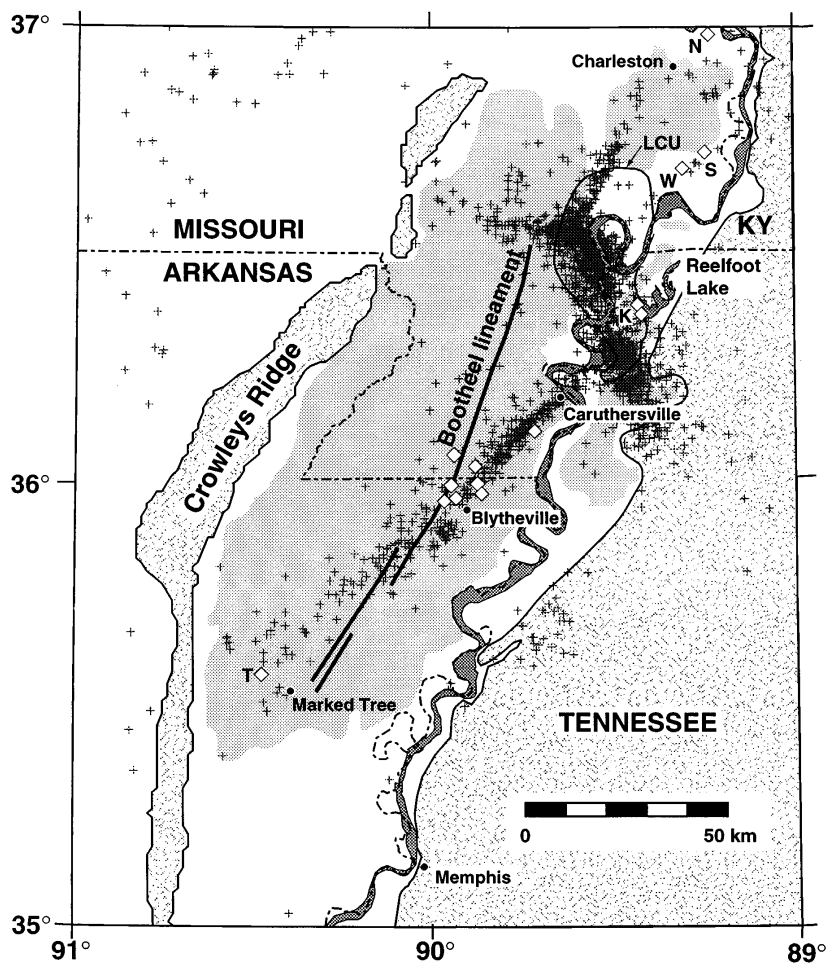 37°
N
Charleston
LCU
S
W
MISSOURI
KY
ARKANSAS
Reelfoot
Lake
K
Bootheel lineament
Crowleys Ridge
Caruthersville
36°
Blytheville
T
Marked Tree
TENNESSEE
0
50 km
Memphis
35°
91°
90°
89°